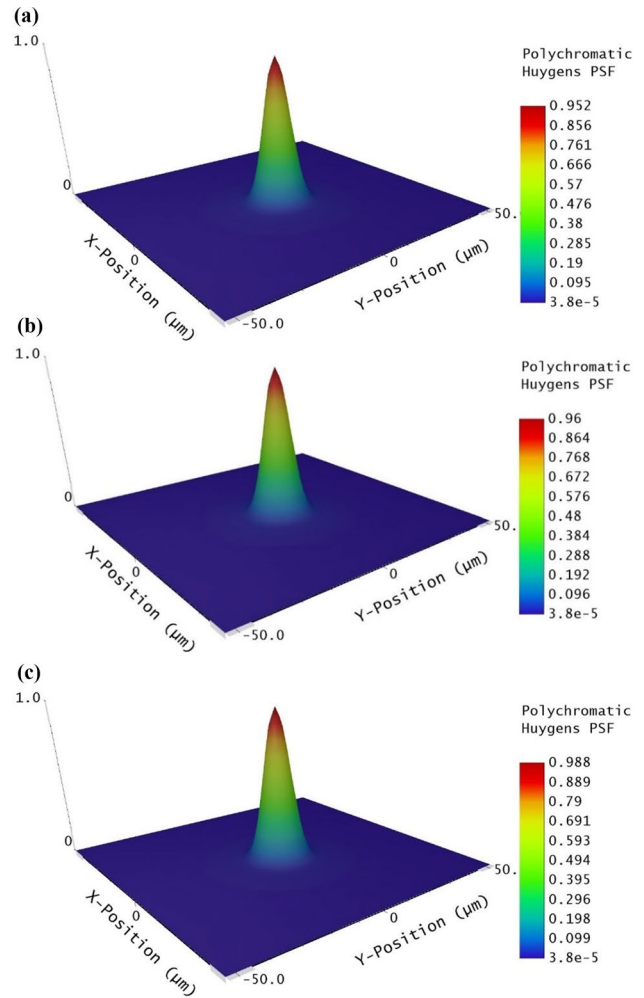 (a)
1.0
Polychromatic
Huygens PSF
0.952
0.856
0.761
0.666
0.57
0.476
0.38
0.285
0.19
0.095
3.8e-5
0
50.
X-Position (μm)
0
0
Y-Position (μm)
-50.0
(b)
1.0
Polychromatic
Huygens PSF
0.96
0.864
0.768
0.672
0.576
0.48
0.384
0.288
0.192
0.096
3.8e-5
0
50.
X-Position (μm)
0
0
Y-Position (μm)
-50.0
(c)
1.0
Polychromatic
Huygens PSF
0.988
0.889
0.79
0.691
0.593
0.494
0.395
0.296
0.198
0.099
3.8e-5
0
50.
X-Position (μm)
0
0
Y-Position (μm)
-50.0